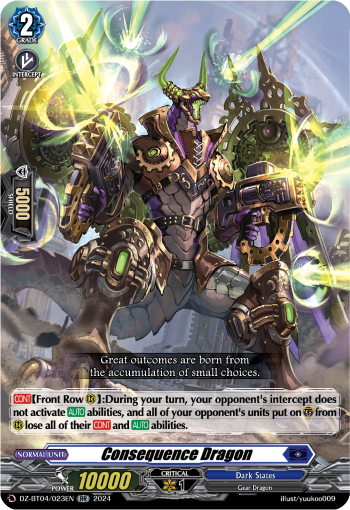 2
GRADE
INTERCEPT
5000
SHIELD
Great outcomes are born from
the accumulation of small choices.
CONT【Front Row Ⓡ】:During your turn, your opponent's intercept does
not activate AUTO abilities, and all of your opponent's units put on Ⓖ from
Ⓡ lose all of their CONT and AUTO abilities.
NORMAL UNIT
Consequence Dragon
POWER 10000
CRITICAL
1
Dark States
Gear Dragon
DZ-BT04/023EN RR 2024
illust/yuukoo009